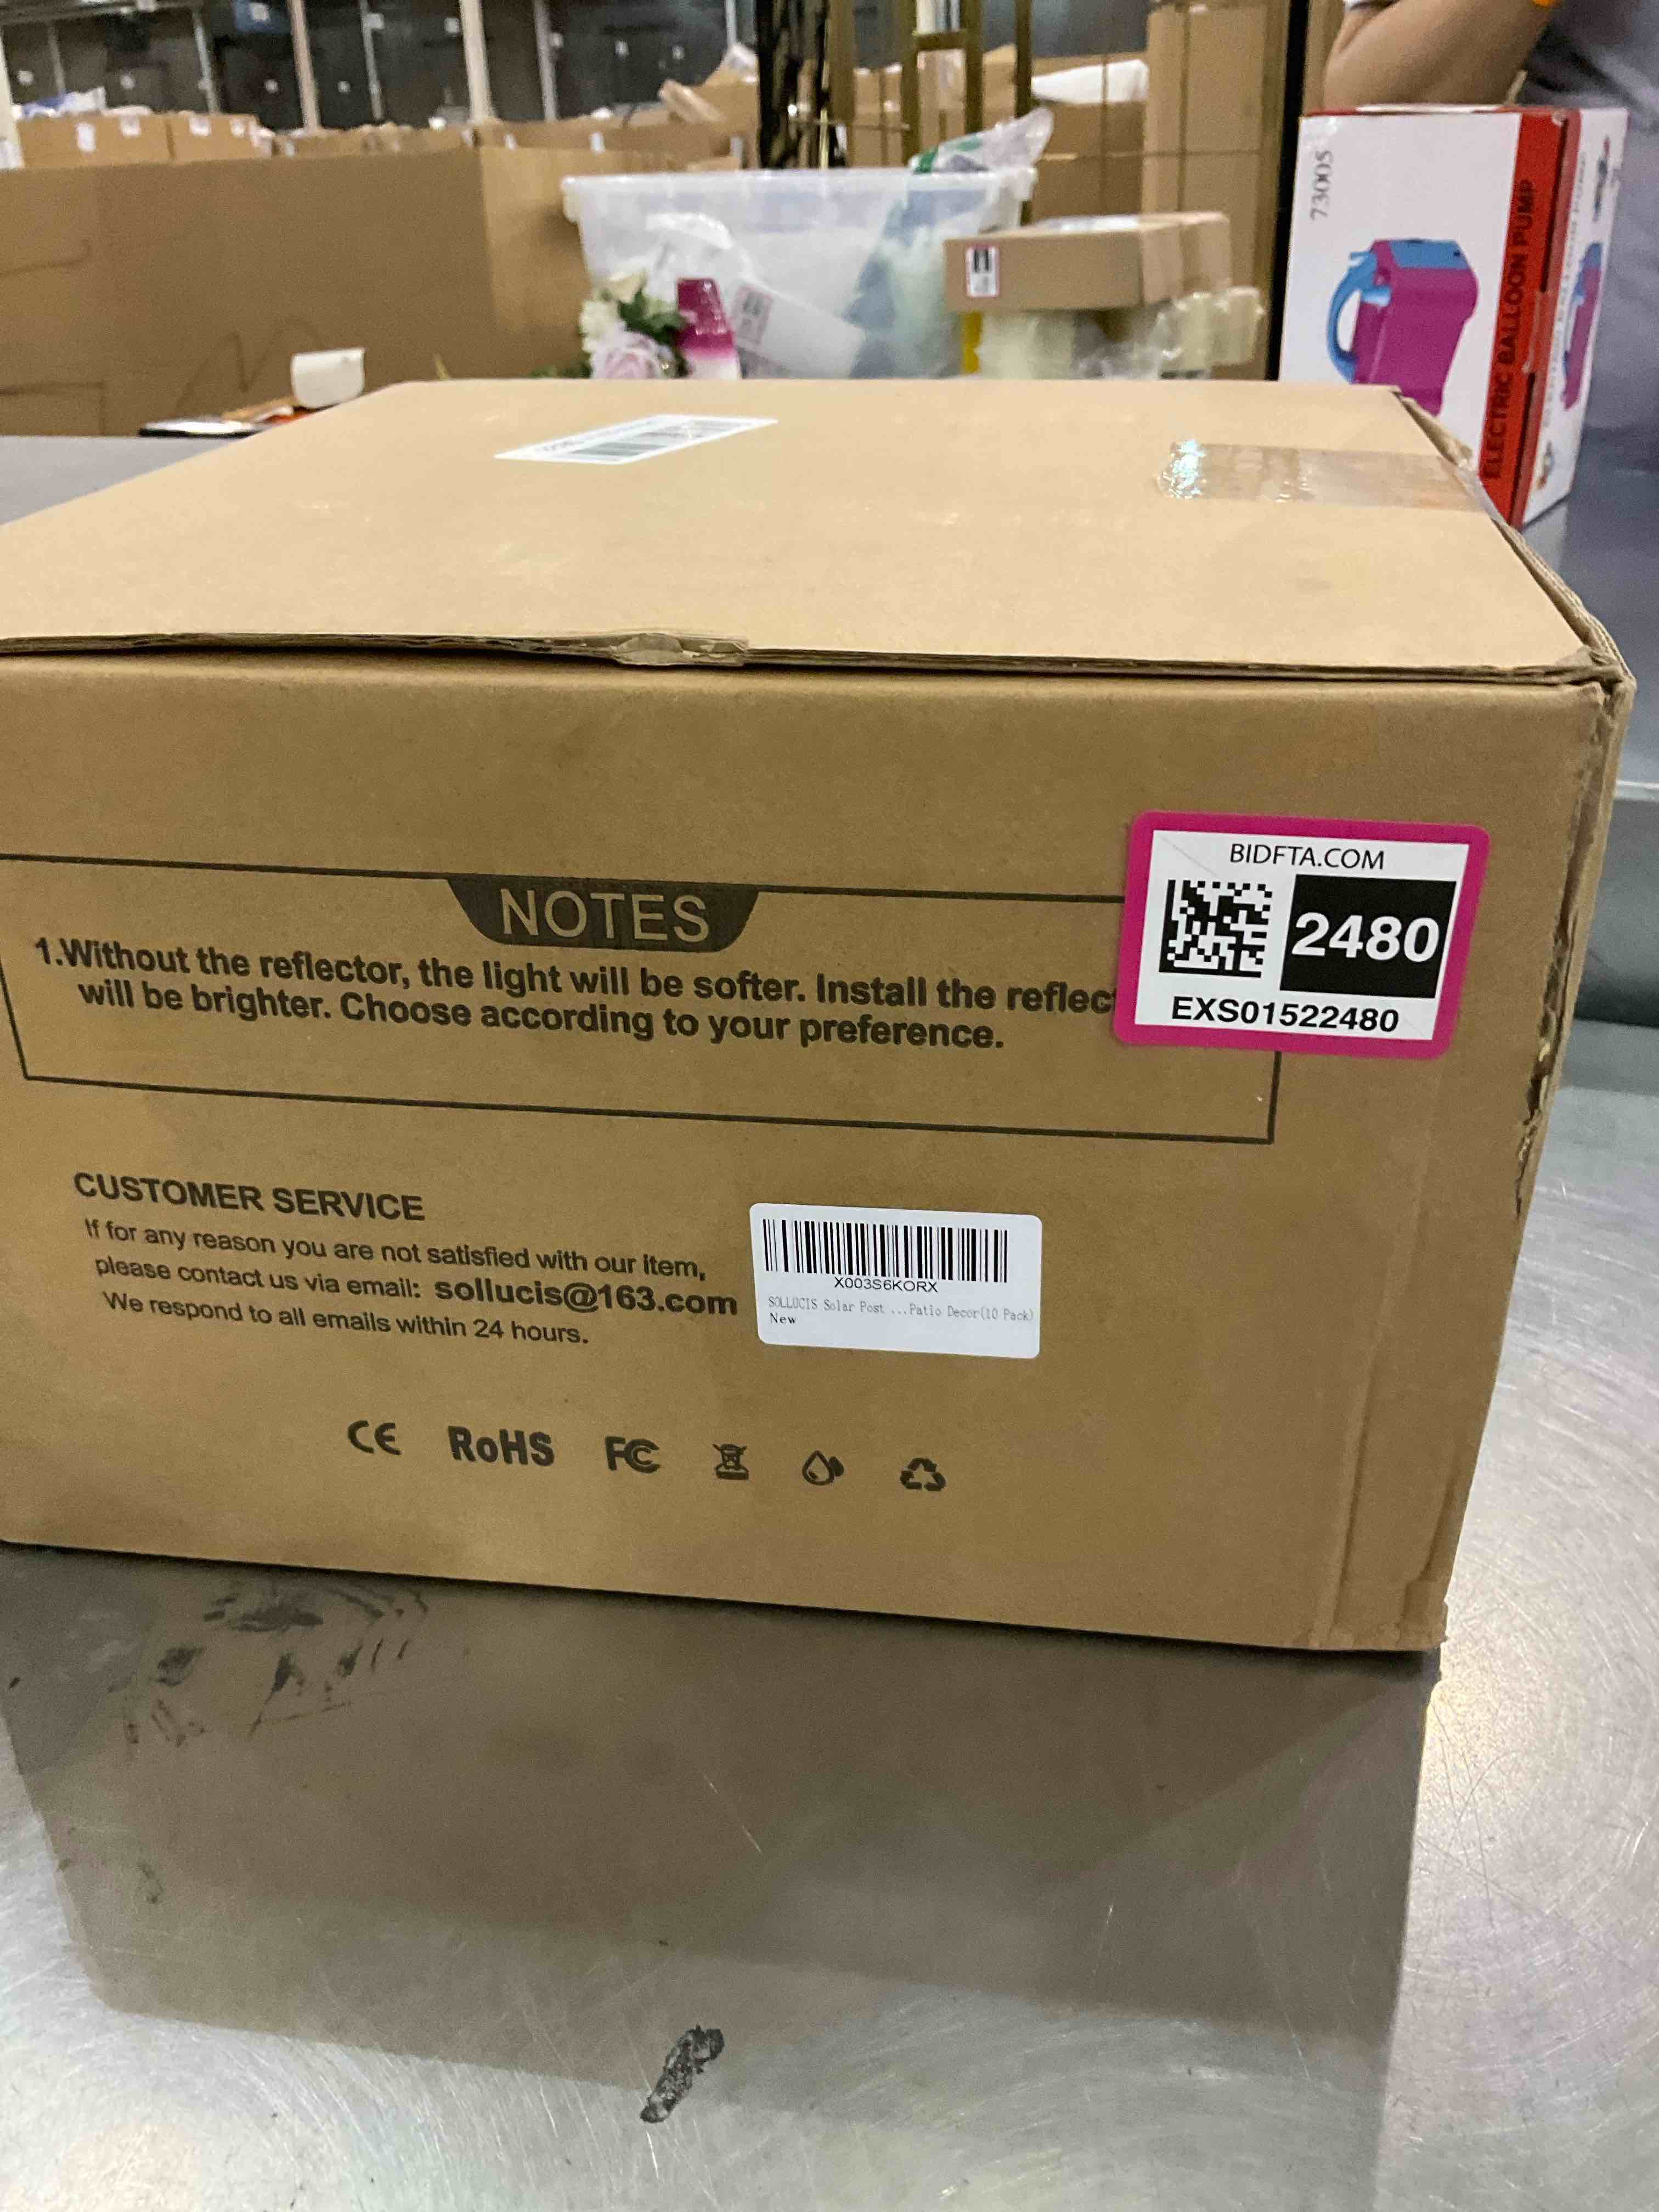 73005
ELECTRIC BALLOON PUMP
BIDFTA.COM
2480
EXS01522480
NOTES
1.Without the reflector, the light will be softer. Install the reflec
will be brighter. Choose according to your preference.
CUSTOMER SERVICE
If for any reason you are not satisfied with our item,
please contact us via email: sollucis@163.com
We respond to all emails within 24 hours.
X003S6KORX
SOLLUCIS Solar Post ...Patio Decor(10 Pack)
New
CE RoHS FC